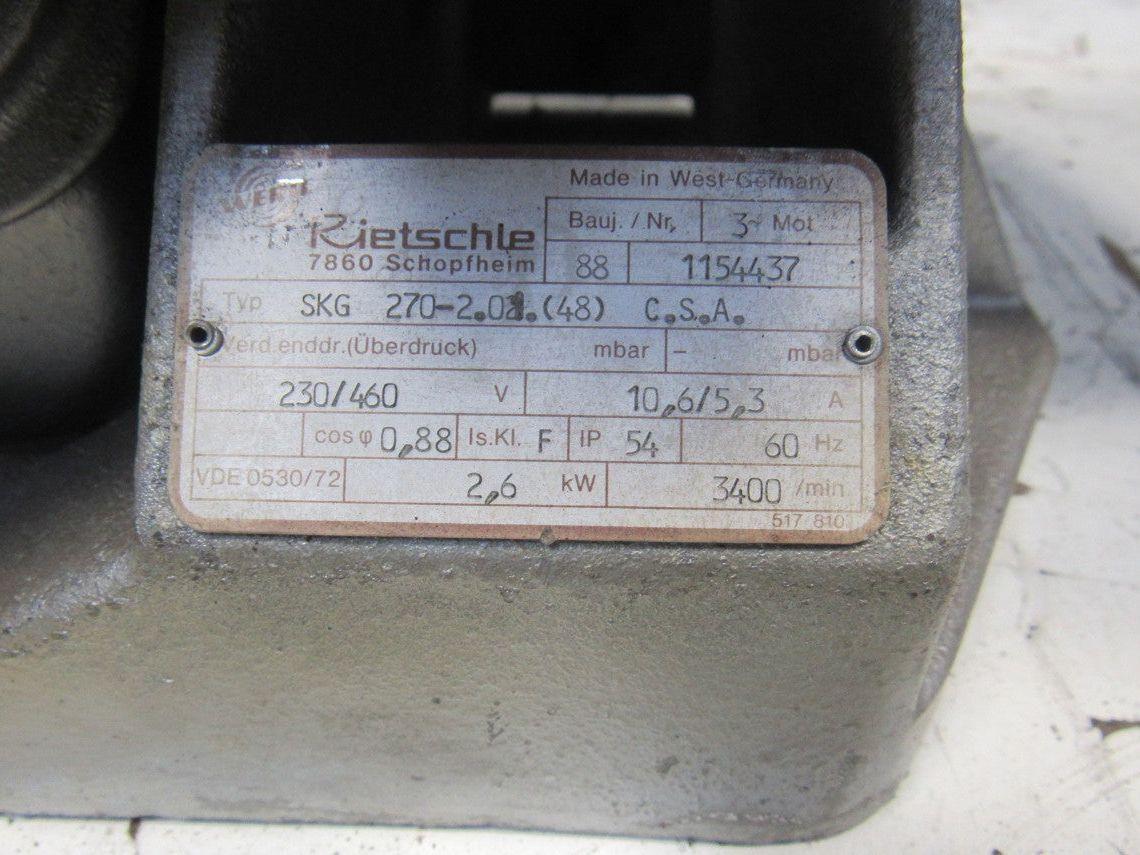 Made in West-Germany
WERIT
Rietschle
7860 Schopfheim
Bauj. / Nr. 3~ Mot
88 1154437
Typ SKG 270-2.01.(48) C.S.A.
Verd.enddr.(Überdruck) mbar – mbar
230/460 V 10,6/5,3 A
cos φ 0,88 Is.Kl. F IP 54 60 Hz
VDE 0530/72 2,6 kW 3400 /min
517 810